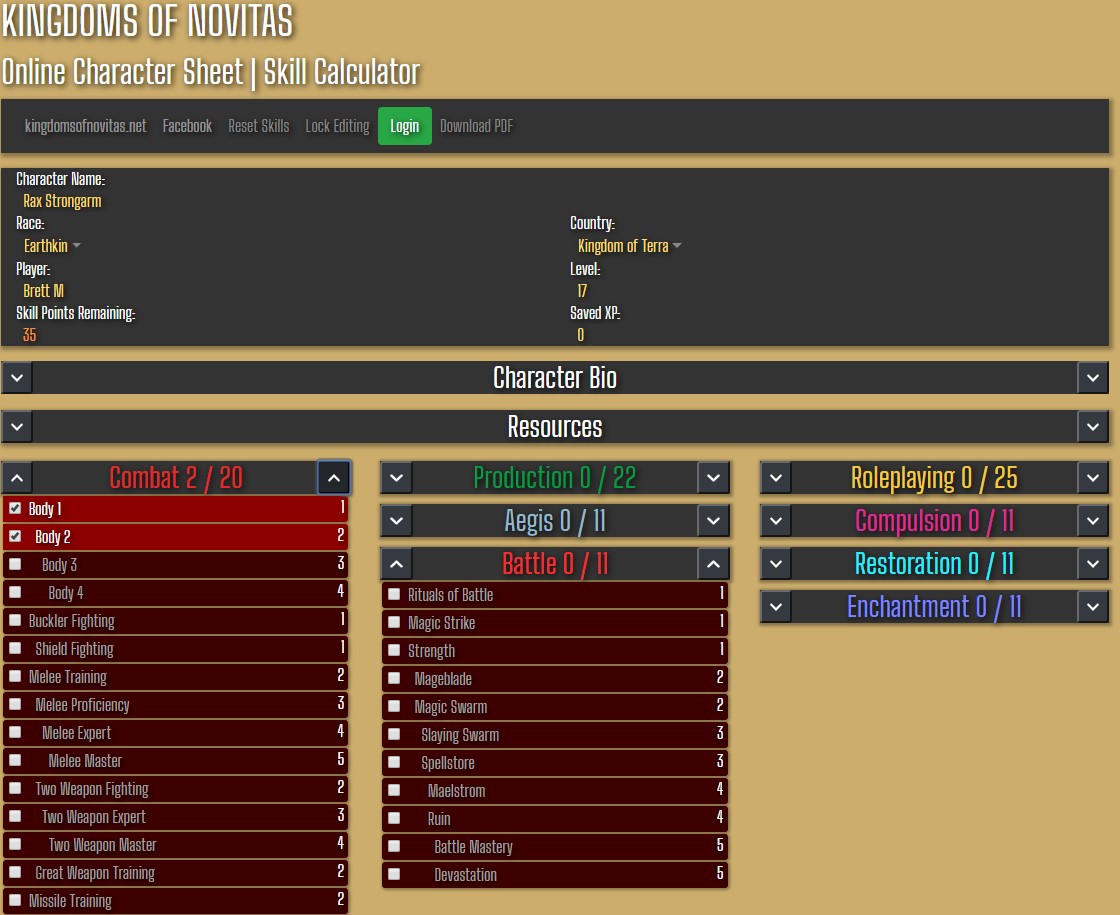 KINGDOMS OF NOVITAS
Online Character Sheet | Skill Calculator
kingdomsofnovitas.net Facebook Reset Skills Lock Editing Login Download PDF
Character Name:
Rax Strongarm
Race: Country:
Earthkin Kingdom of Terra
Player: Level:
Brett M 17
Skill Points Remaining: Saved XP:
35 0
Character Bio
Resources
Combat 2 / 20
Body 1 1
Body 2 2
Body 3 3
Body 4 4
Buckler Fighting 1
Shield Fighting 1
Melee Training 2
Melee Proficiency 3
Melee Expert 4
Melee Master 5
Two Weapon Fighting 2
Two Weapon Expert 3
Two Weapon Master 4
Great Weapon Training 2
Missile Training 2
Production 0 / 22
Aegis 0 / 11
Battle 0 / 11
Rituals of Battle 1
Magic Strike 1
Strength 1
Mageblade 2
Magic Swarm 2
Slaying Swarm 3
Spellstore 3
Maelstrom 4
Ruin 4
Battle Mastery 5
Devastation 5
Roleplaying 0 / 25
Compulsion 0 / 11
Restoration 0 / 11
Enchantment 0 / 11